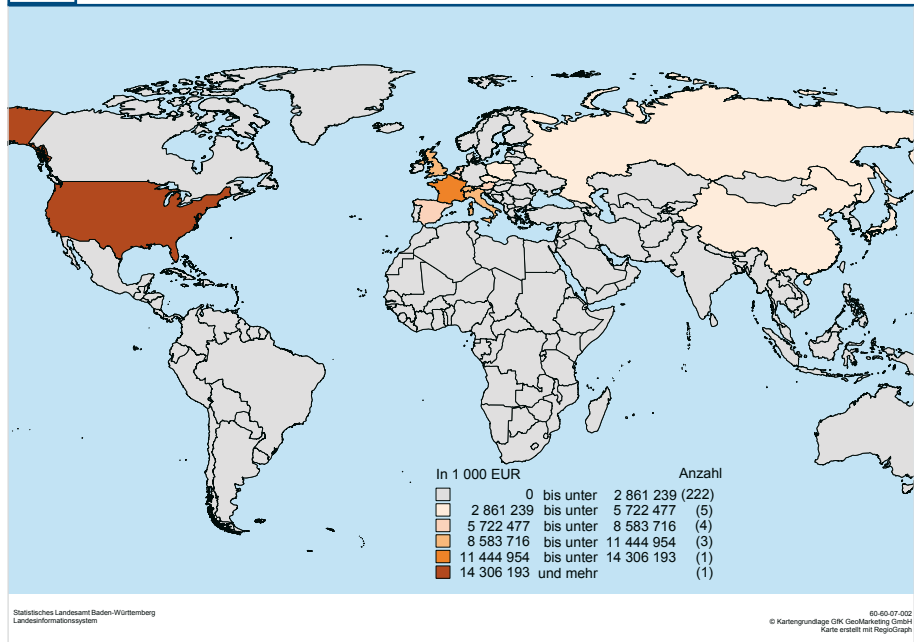 In 1 000 EUR Anzahl
0 bis unter 2 861 239 (222)
2 861 239 bis unter 5 722 477 (5)
5 722 477 bis unter 8 583 716 (4)
8 583 716 bis unter 11 444 954 (3)
11 444 954 bis unter 14 306 193 (1)
14 306 193 und mehr (1)
Statistisches Landesamt Baden-Württemberg
Landesinformationssystem
60-60-07-002
© Kartengrundlage GfK GeoMarketing GmbH
Karte erstellt mit RegioGraph